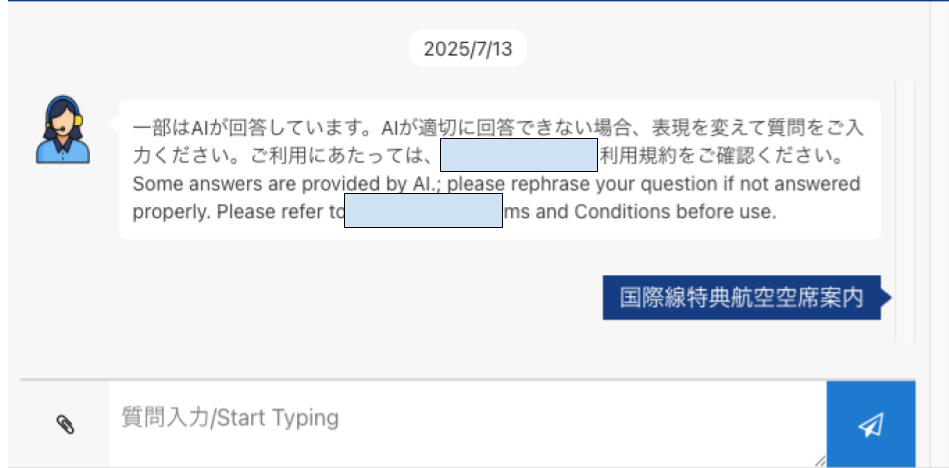 2025/7/13
一部はAIが回答しています。AIが適切に回答できない場合、表現を変えて質問をご入
力ください。ご利用にあたっては、 利用規約をご確認ください。
Some answers are provided by AI.; please rephrase your question if not answered
properly. Please refer to ms and Conditions before use.
国際線特典航空空席案内
質問入力/Start Typing